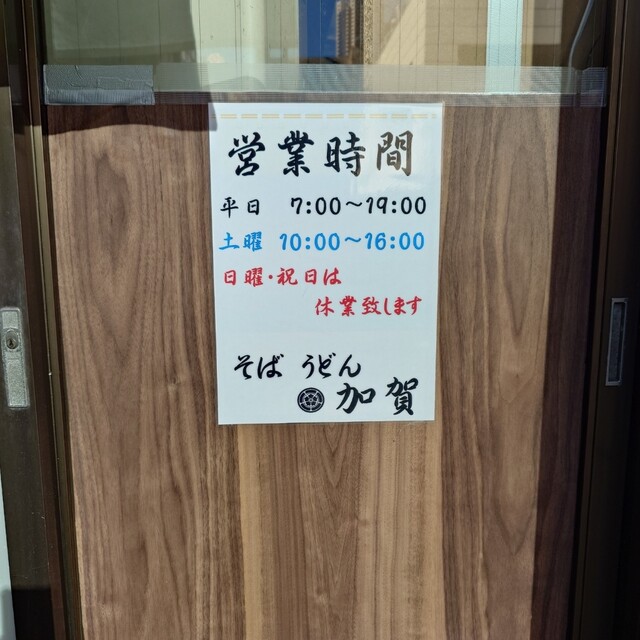 営業時間
平日 7:00～19:00
土曜 10:00～16:00
日曜・祝日は
休業致します
そば うどん
加賀